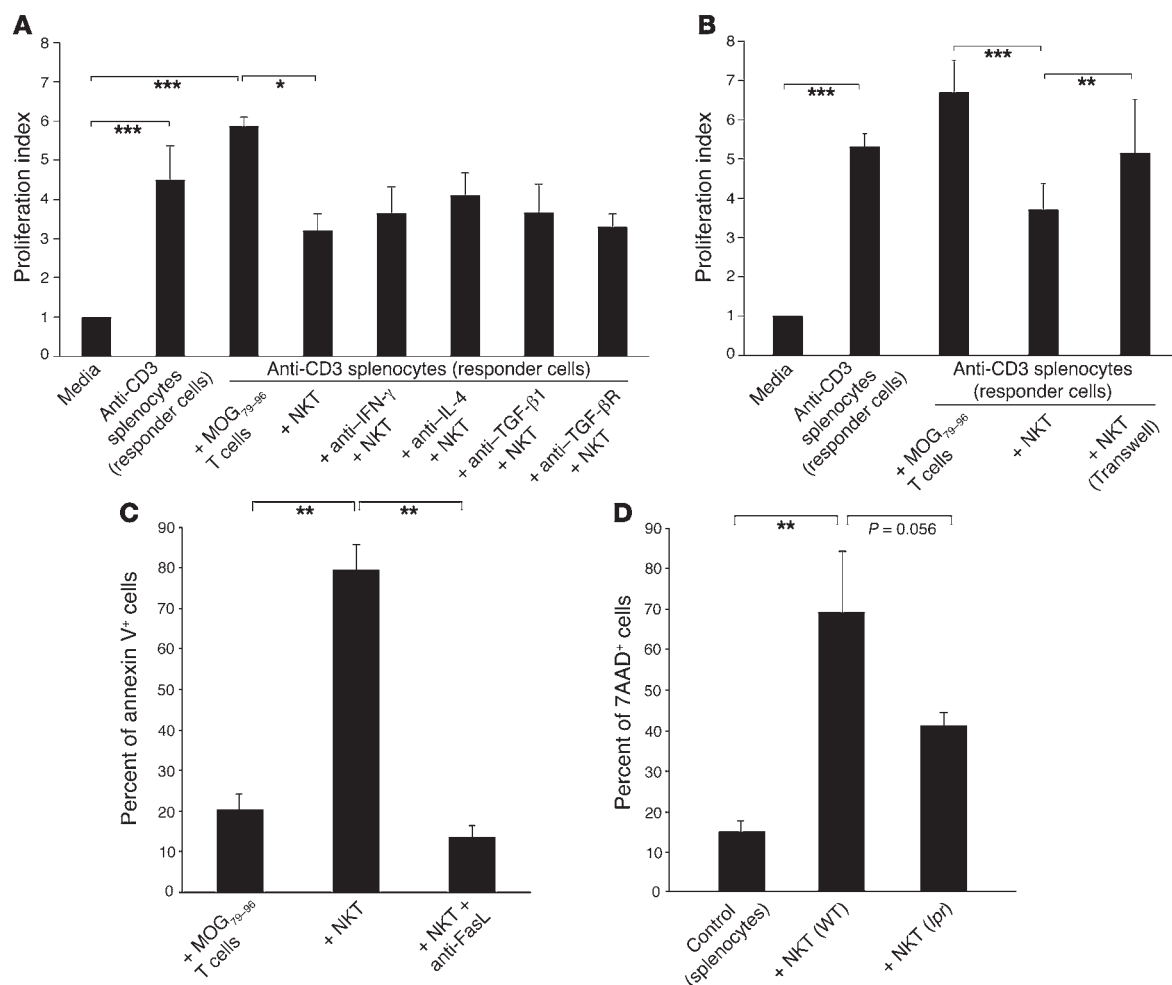 A
Proliferation index
8
7
6
5
4
3
2
1
0
***
*
***
Media
Anti-CD3
splenocytes
(responder cells)
Anti-CD3 splenocytes (responder cells)
+ MOG79–96
T cells
+ NKT
+ anti–IFN-γ
+ NKT
+ anti–IL-4
+ NKT
+ anti–TGF-β1
+ NKT
+ anti–TGF-βR
+ NKT
B
Proliferation index
8
7
6
5
4
3
2
1
0
***
***
**
Media
Anti-CD3
splenocytes
(responder cells)
Anti-CD3 splenocytes
(responder cells)
+ MOG79–96
T cells
+ NKT
+ NKT
(Transwell)
C
Percent of annexin V+ cells
90
80
70
60
50
40
30
20
10
0
**
**
+ MOG79–96
T cells
+ NKT
+ NKT +
anti-FasL
D
Percent of 7AAD+ cells
90
80
70
60
50
40
30
20
10
0
**
P = 0.056
Control
(splenocytes)
+ NKT (WT)
+ NKT (lpr)